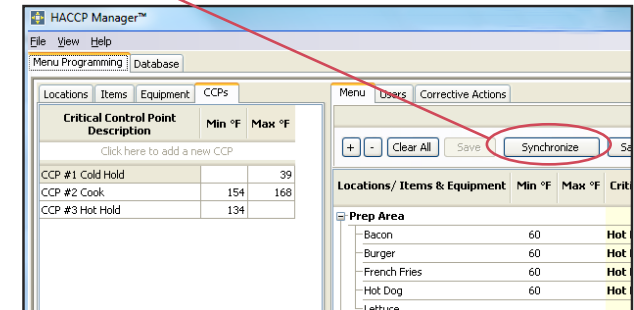 HACCP Manager™
File View Help
Menu Programming Database
Locations Items Equipment CCPs
Critical Control Point Description Min °F Max °F
Click here to add a new CCP
CCP #1 Cold Hold 39
CCP #2 Cook 154 168
CCP #3 Hot Hold 134
Menu Users Corrective Actions
+ - Clear All Save Synchronize Sa
Locations/ Items & Equipment Min °F Max °F Criti
Prep Area
Bacon 60 Hot
Burger 60 Hot
French Fries 60 Hot
Hot Dog 60 Hot
Lettuce